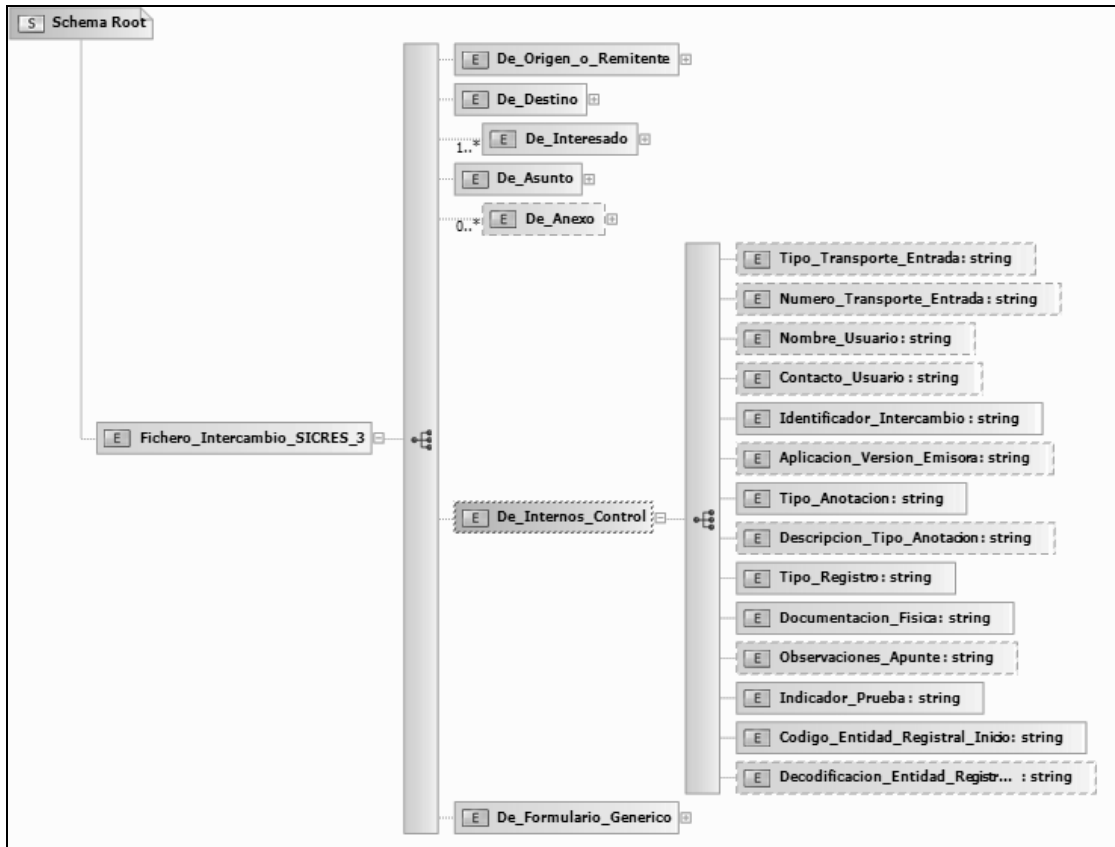 S Schema Root
E De_Origen_o_Remitente
E De_Destino
1..* E De_Interesado
E De_Asunto
0..* E De_Anexo
E Tipo_Transporte_Entrada: string
E Numero_Transporte_Entrada: string
E Nombre_Usuario: string
E Contacto_Usuario: string
E Identificador_Intercambio: string
E Aplicacion_Version_Emisora: string
E Fichero_Intercambio_SICRES_3
E Tipo_Anotacion: string
E De_Internos_Control
E Descripcion_Tipo_Anotacion: string
E Tipo_Registro: string
E Documentacion_Fisica: string
E Observaciones_Apunte: string
E Indicador_Prueba: string
E Codigo_Entidad_Registral_Inicio: string
E Decodificacion_Entidad_Registr... : string
E De_Formulario_Generico